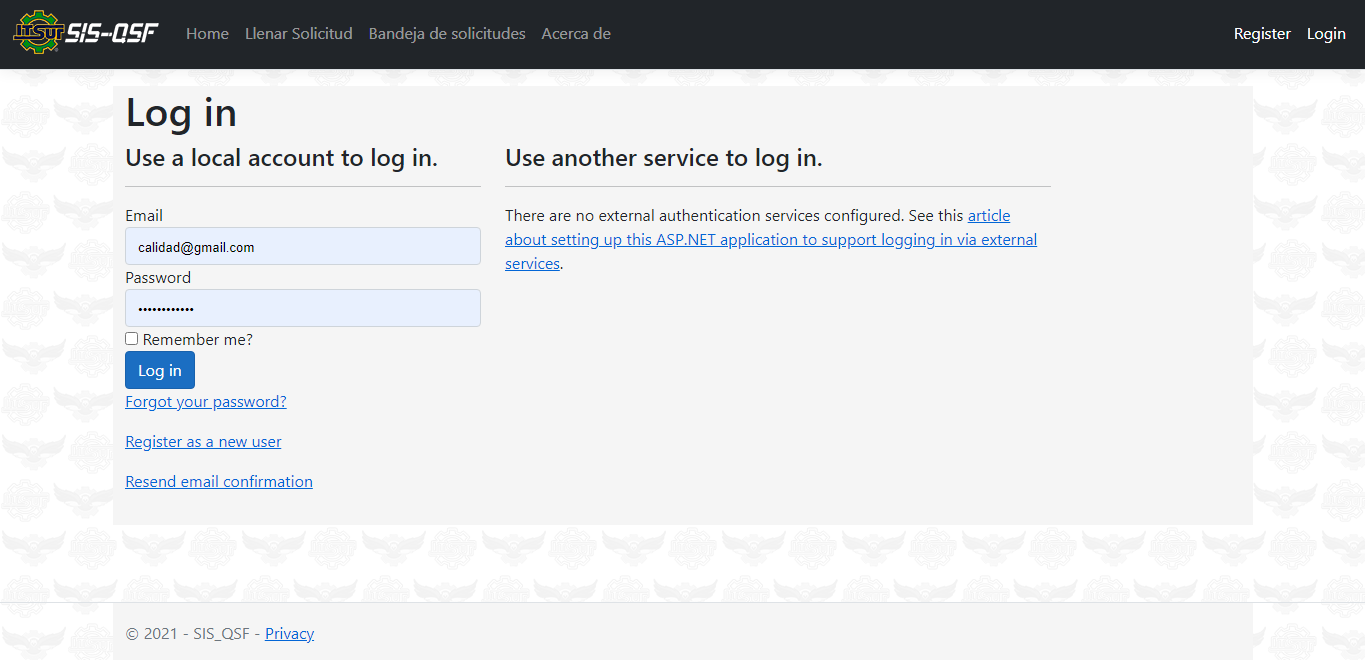 ITSur SIS-QSF Home Llenar Solicitud Bandeja de solicitudes Acerca de Register Login
Log in
Use a local account to log in.
Email
calidad@gmail.com
Password
••••••••••••
Remember me?
Log in
Forgot your password?
Register as a new user
Resend email confirmation
Use another service to log in.
There are no external authentication services configured. See this article
about setting up this ASP.NET application to support logging in via external
services.
© 2021 - SIS_QSF - Privacy